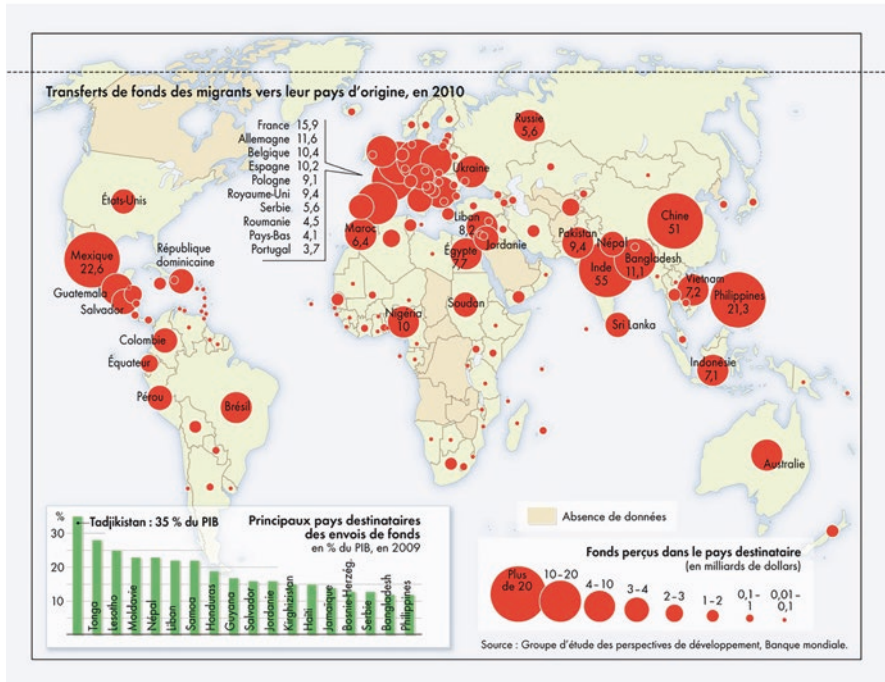 Transferts de fonds des migrants vers leur pays d'origine, en 2010
France 15,9
Allemagne 11,6
Belgique 10,4
Espagne 10,2
Pologne 9,1
Royaume-Uni 9,4
Serbie 5,6
Roumanie 4,5
Pays-Bas 4,1
Portugal 3,7
Russie
5,6
Ukraine
États-Unis
Mexique
22,6
République
dominicaine
Guatemala
Salvador
Colombie
Équateur
Pérou
Brésil
Maroc
6,4
Liban
8,2
Jordanie
Égypte
7,7
Soudan
Nigéria
10
Pakistan
9,4
Népal
Inde
55
Bangladesh
11,1
Chine
51
Vietnam
7,2
Philippines
21,3
Sri Lanka
Indonésie
7,1
Australie
%
30
20
10
Tadjikistan : 35 % du PIB
Principaux pays destinataires
des envois de fonds
en % du PIB, en 2009
Tonga
Lesotho
Moldavie
Népal
Liban
Samoa
Honduras
Guyana
Salvador
Jordanie
Kirghizistan
Haïti
Jamaïque
Bosnie-Herzég.
Serbie
Bangladesh
Philippines
Absence de données
Fonds perçus dans le pays destinataire
(en milliards de dollars)
Plus
de 20
10-20
4-10
3-4
2-3
1-2
0,1-
1
0,01-
0,1
Source : Groupe d'étude des perspectives de développement, Banque mondiale.